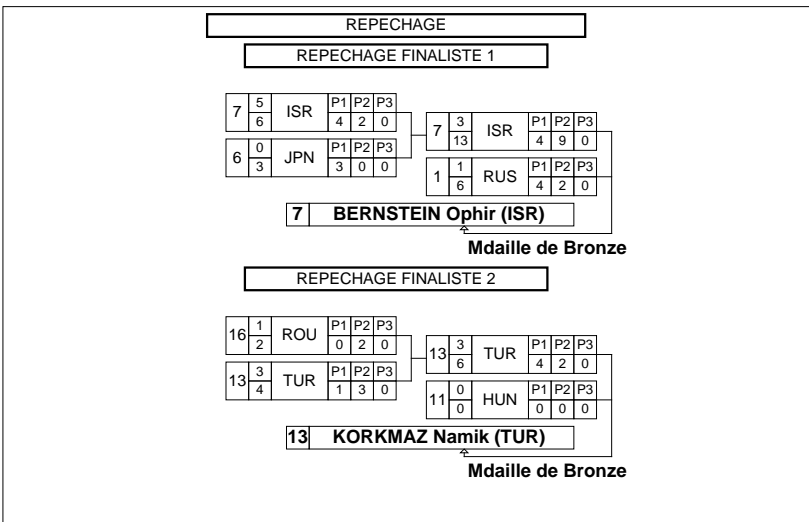 REPECHAGE
REPECHAGE FINALISTE 1
7 5 6 ISR P1 P2 P3 4 2 0
6 0 3 JPN P1 P2 P3 3 0 0
7 3 13 ISR P1 P2 P3 4 9 0
1 1 6 RUS P1 P2 P3 4 2 0
7 BERNSTEIN Ophir (ISR)
Mdaille de Bronze
REPECHAGE FINALISTE 2
16 1 2 ROU P1 P2 P3 0 2 0
13 3 4 TUR P1 P2 P3 1 3 0
13 3 6 TUR P1 P2 P3 4 2 0
11 0 0 HUN P1 P2 P3 0 0 0
13 KORKMAZ Namik (TUR)
Mdaille de Bronze